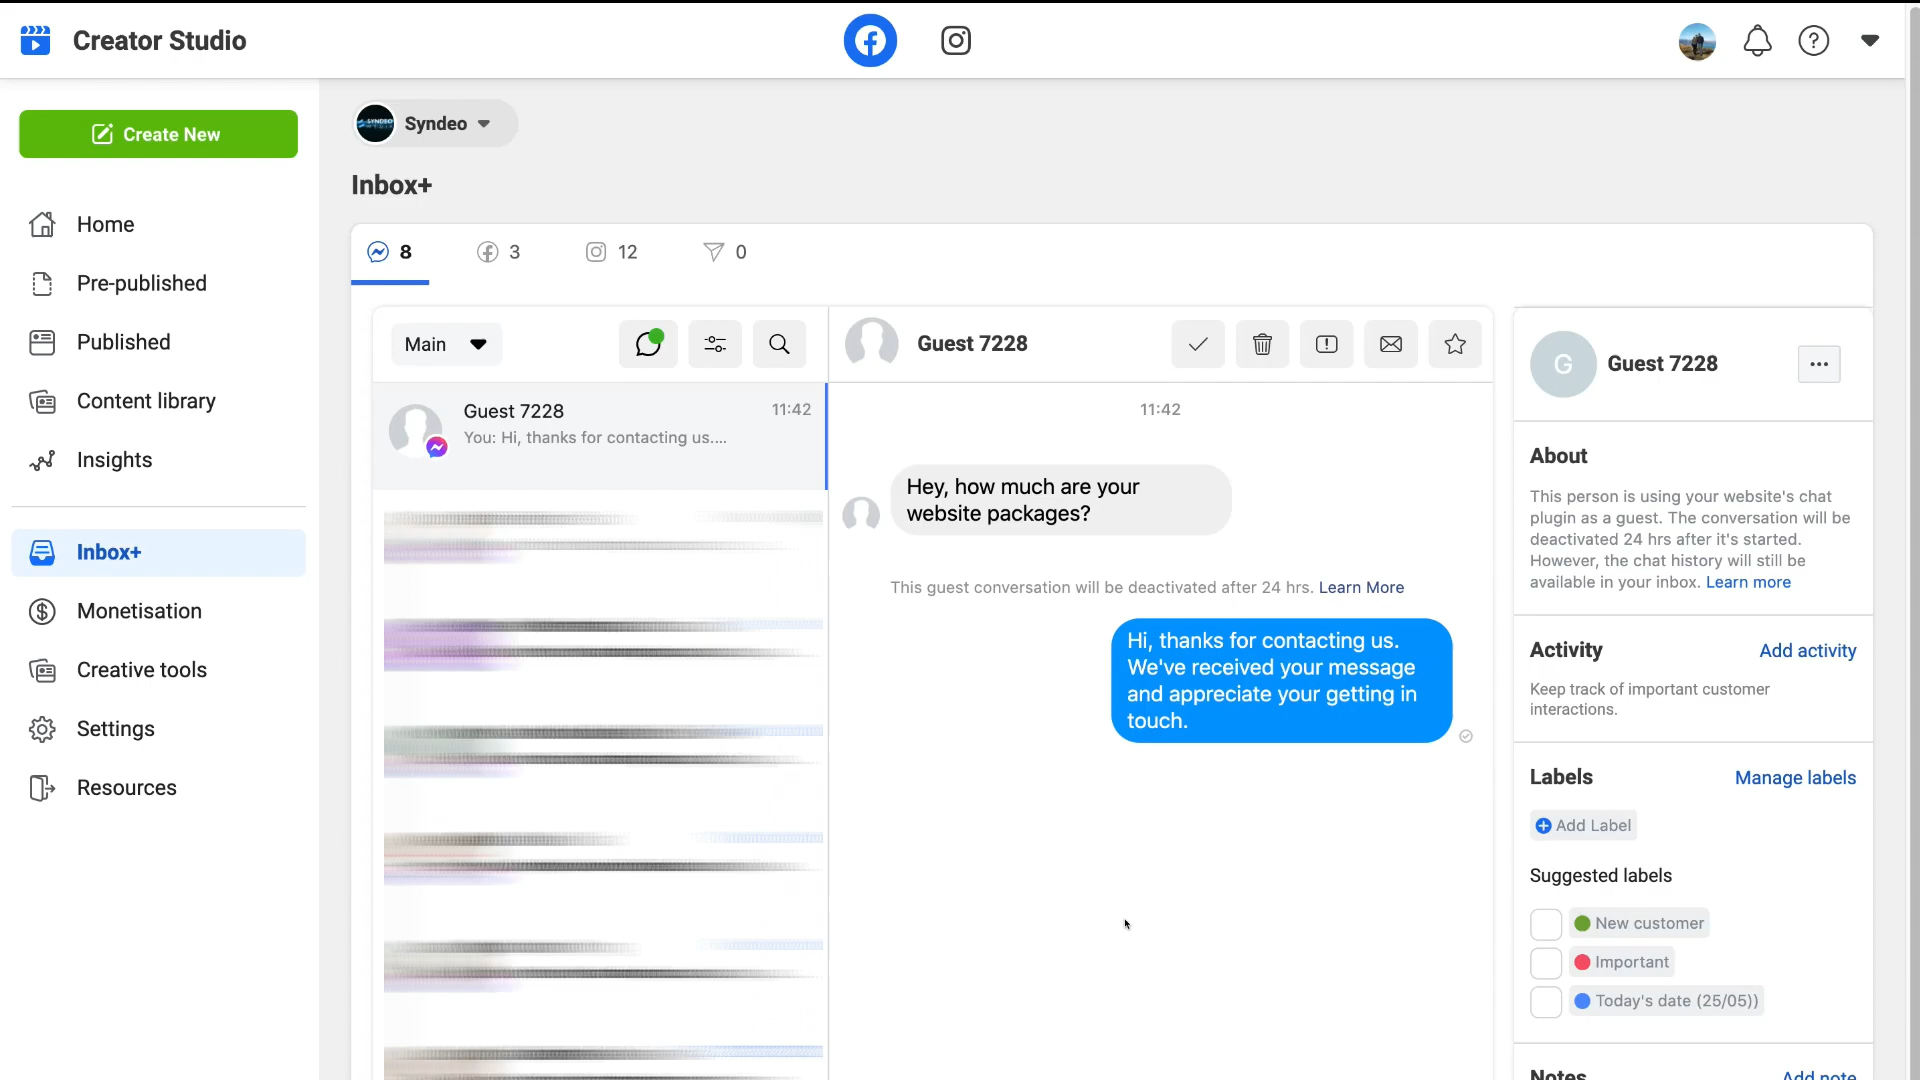 Creator Studio
Create New
Home
Pre-published
Published
Content library
Insights
Inbox+
Monetisation
Creative tools
Settings
Resources
SYNDEO
Syndeo
Inbox+
8
3
12
0
Main
Guest 7228
11:42
You: Hi, thanks for contacting us....
Guest 7228
11:42
Hey, how much are your
website packages?
This guest conversation will be deactivated after 24 hrs. Learn More
Hi, thanks for contacting us.
We've received your message
and appreciate your getting in
touch.
G
Guest 7228
About
This person is using your website's chat
plugin as a guest. The conversation will be
deactivated 24 hrs after it's started.
However, the chat history will still be
available in your inbox. Learn more
Activity
Add activity
Keep track of important customer
interactions.
Labels
Manage labels
Add Label
Suggested labels
New customer
Important
Today's date (25/05))
Notes
Add note